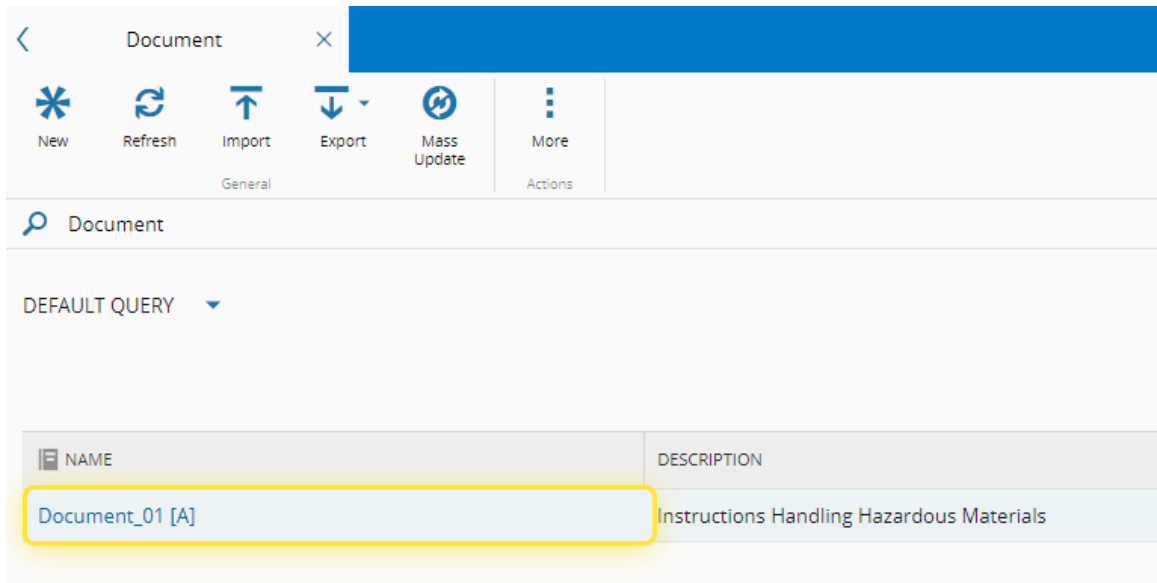 Document
New
Refresh
Import
Export
Mass
Update
More
General
Actions
Document
DEFAULT QUERY
NAME
DESCRIPTION
Document_01 [A]
Instructions Handling Hazardous Materials